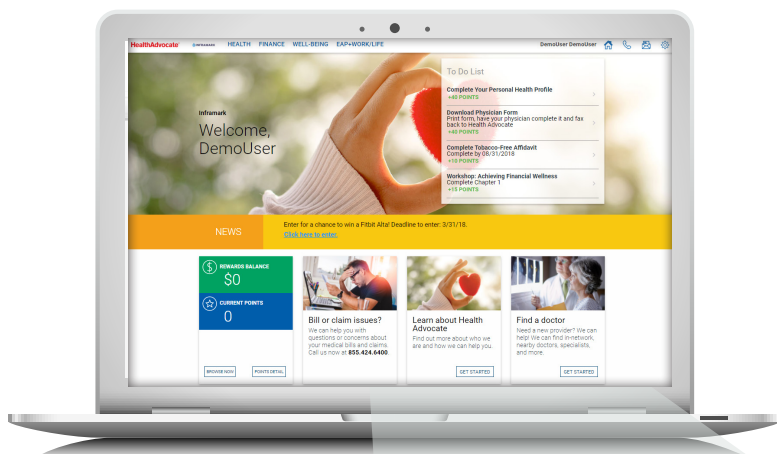 HealthAdvocate INFRAMARK HEALTH FINANCE WELL-BEING EAP+WORK/LIFE DemoUser DemoUser
Inframark
Welcome,
DemoUser
To Do List
Complete Your Personal Health Profile
+40 POINTS
Download Physician Form
Print form, have your physician complete it and fax
back to Health Advocate
+40 POINTS
Complete Tobacco-Free Affidavit
Complete by 08/31/2018
+10 POINTS
Workshop: Achieving Financial Wellness
Complete Chapter 1
+15 POINTS
NEWS
Enter for a chance to win a Fitbit Alta! Deadline to enter: 3/31/18.
Click here to enter.
REWARDS BALANCE
$0
CURRENT POINTS
0
BROWSE NOW POINTS DETAIL
Bill or claim issues?
We can help you with
questions or concerns about
your medical bills and claims.
Call us now at 855.424.6400.
Learn about Health
Advocate
Find out more about who we
are and how we can help you.
GET STARTED
Find a doctor
Need a new provider? We can
help! We can find in-network,
nearby doctors, specialists,
and more.
GET STARTED